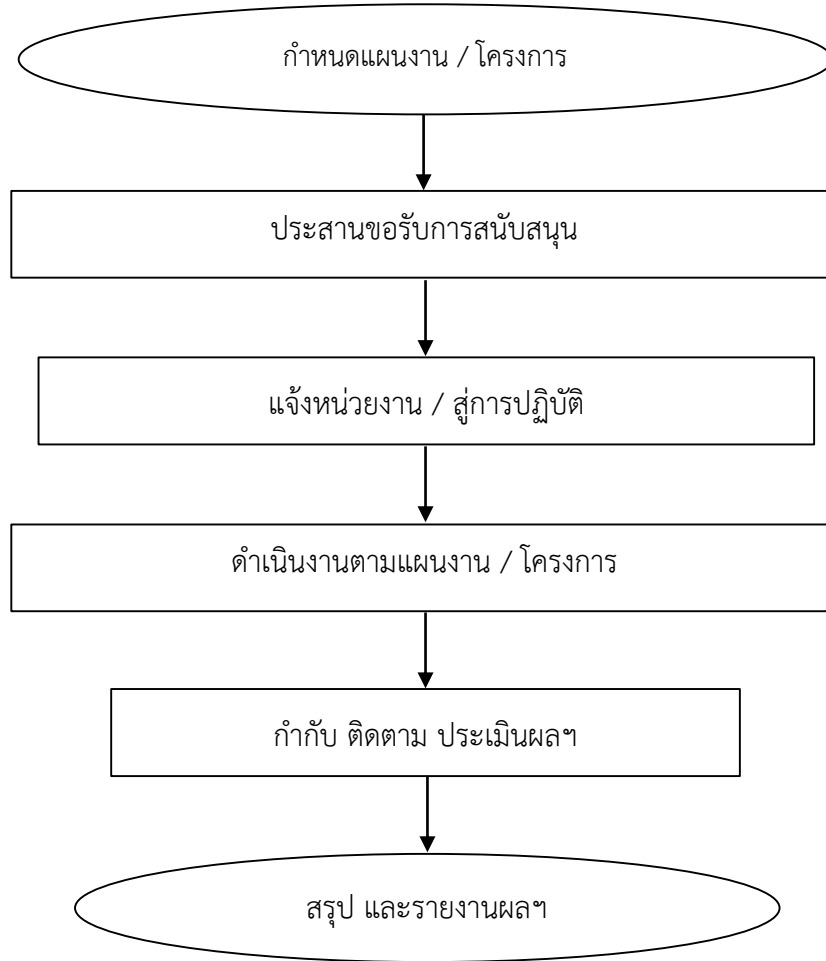 กำหนดแผนงาน / โครงการ
ประสานขอรับการสนับสนุน
แจ้งหน่วยงาน / สู่การปฏิบัติ
ดำเนินงานตามแผนงาน / โครงการ
กำกับ ติดตาม ประเมินผลฯ
สรุป และรายงานผลฯ